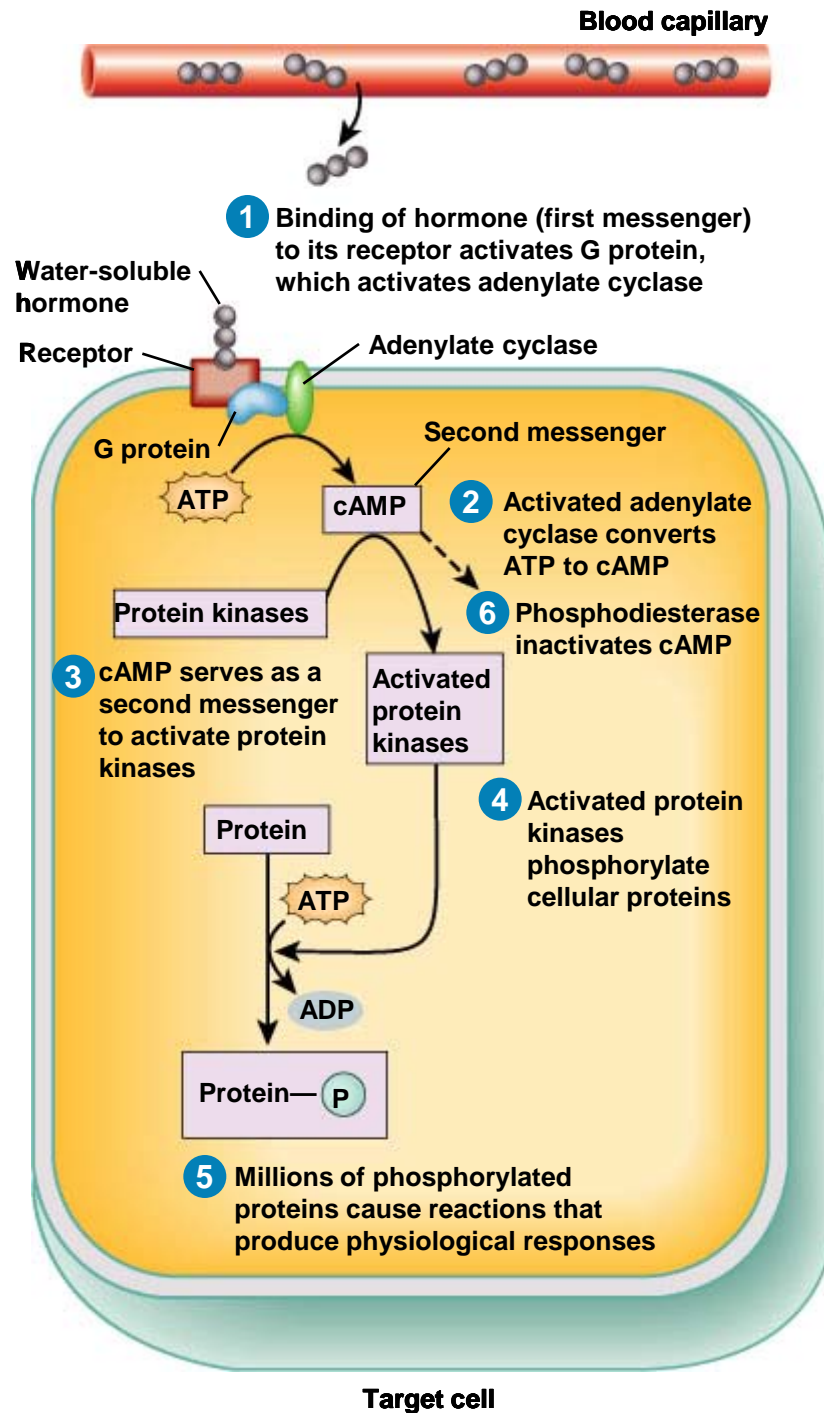 Blood capillary
1 Binding of hormone (first messenger)
to its receptor activates G protein,
which activates adenylate cyclase
Water-soluble
hormone
Receptor
Adenylate cyclase
G protein
Second messenger
ATP
cAMP
2 Activated adenylate
cyclase converts
ATP to cAMP
Protein kinases
6 Phosphodiesterase
inactivates cAMP
3 cAMP serves as a
second messenger
to activate protein
kinases
Activated
protein
kinases
4 Activated protein
kinases
phosphorylate
cellular proteins
Protein
ATP
ADP
Protein— P
5 Millions of phosphorylated
proteins cause reactions that
produce physiological responses
Target cell